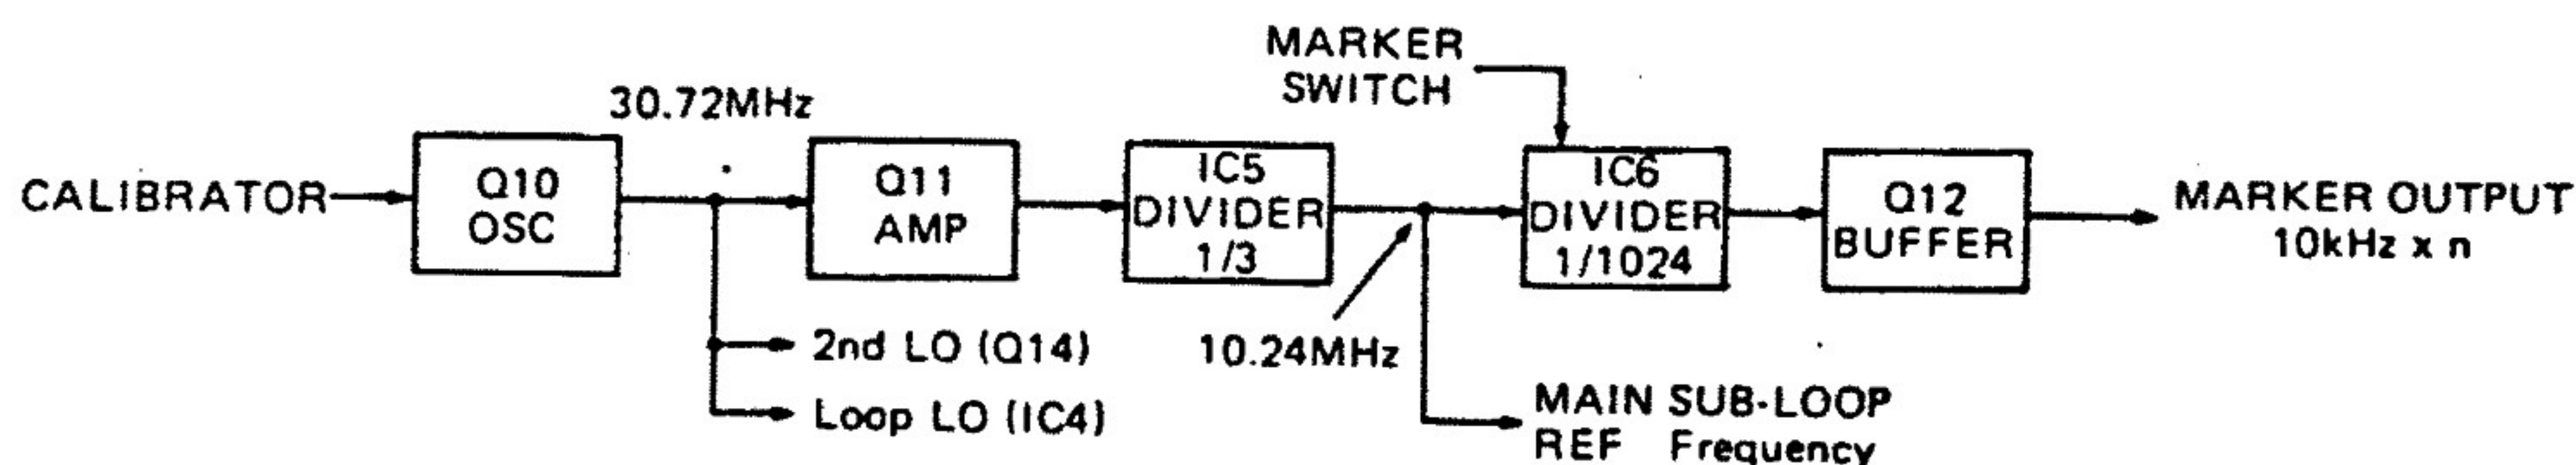 MARKER
SWITCH
30.72MHz
CALIBRATOR
Q10
OSC
Q11
AMP
IC5
DIVIDER
1/3
IC6
DIVIDER
1/1024
Q12
BUFFER
MARKER OUTPUT
10kHz x n
2nd LO (Q14)
Loop LO (IC4)
10.24MHz
MAIN SUB-LOOP
REF Frequency